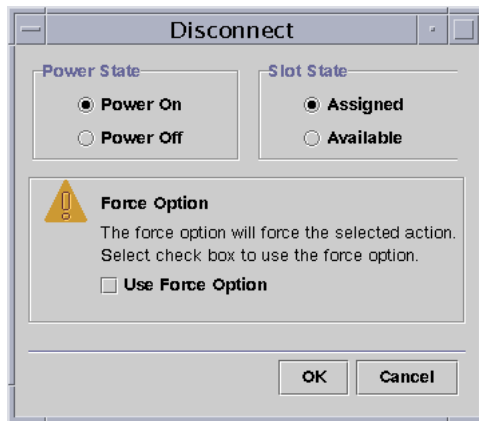 Disconnect
Power State
Power On
Power Off
Slot State
Assigned
Available
Force Option
The force option will force the selected action.
Select check box to use the force option.
Use Force Option
OK
Cancel